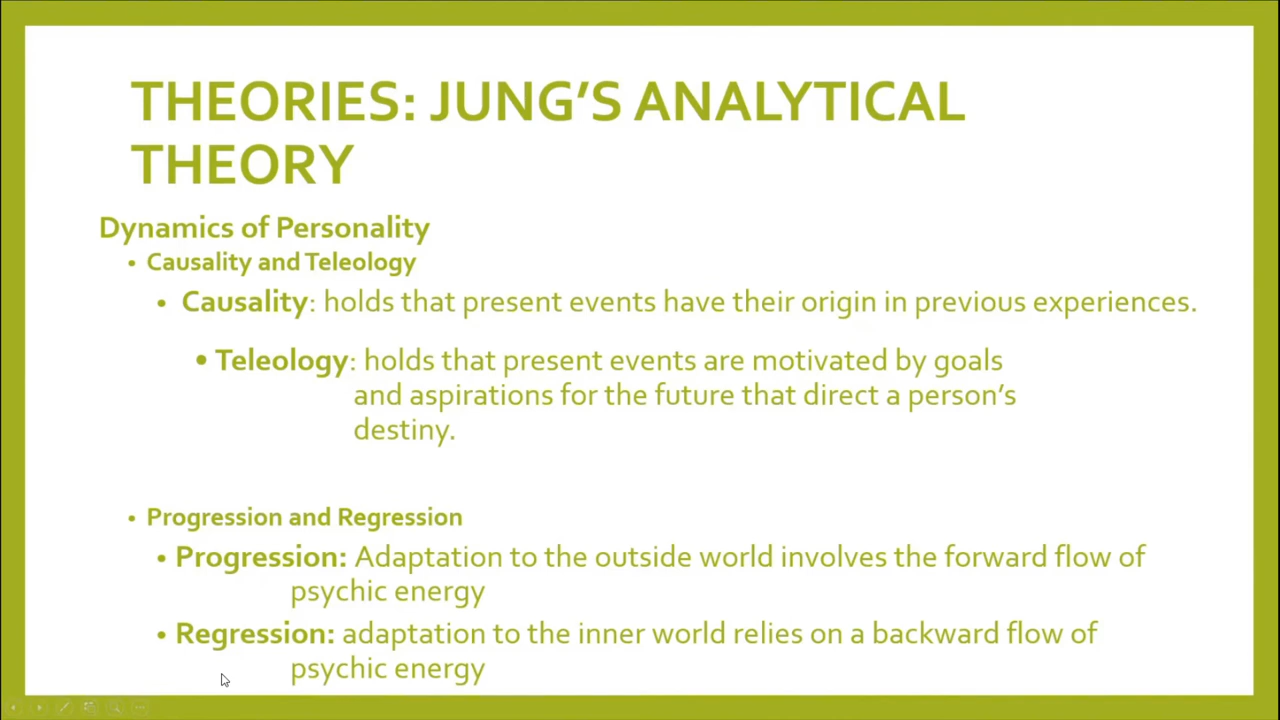 THEORIES: JUNG'S ANALYTICAL
THEORY
Dynamics of Personality
• Causality and Teleology
• Causality: holds that present events have their origin in previous experiences.
• Teleology: holds that present events are motivated by goals
and aspirations for the future that direct a person's
destiny.
• Progression and Regression
• Progression: Adaptation to the outside world involves the forward flow of
psychic energy
• Regression: adaptation to the inner world relies on a backward flow of
psychic energy